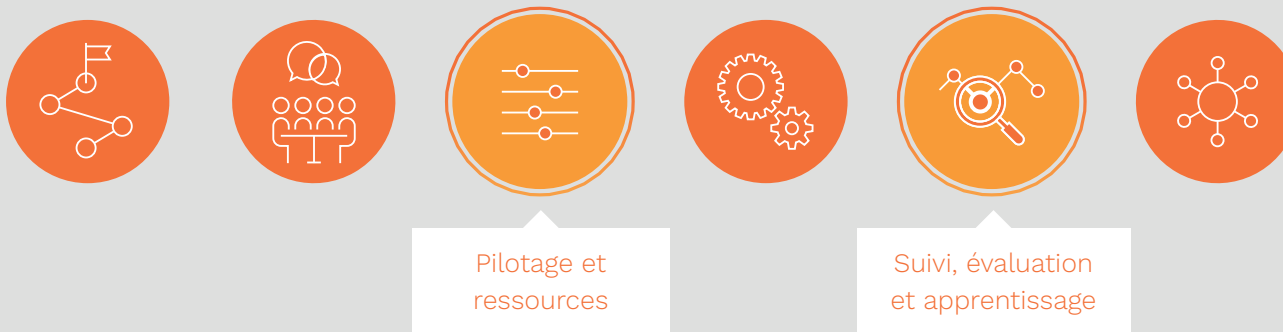 Pilotage et
ressources
Suivi, évaluation
et apprentissage